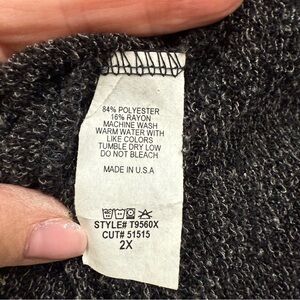 84% POLYESTER
16% RAYON
MACHINE WASH
WARM WATER WITH
LIKE COLORS
TUMBLE DRY LOW
DO NOT BLEACH
MADE IN U.S.A
STYLE# T9560X
CUT# 51515
2X